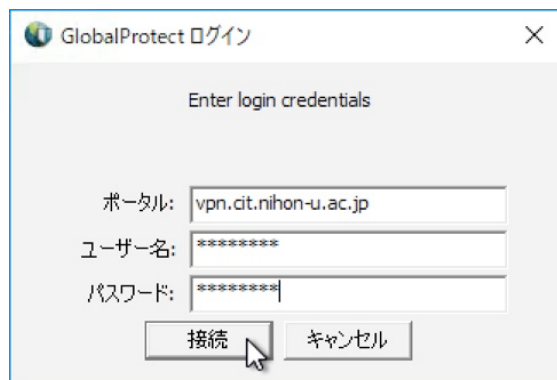 GlobalProtect ログイン
Enter login credentials
ポータル: vpn.cit.nihon-u.ac.jp
ユーザー名: ********
パスワード: ********
接続 キャンセル